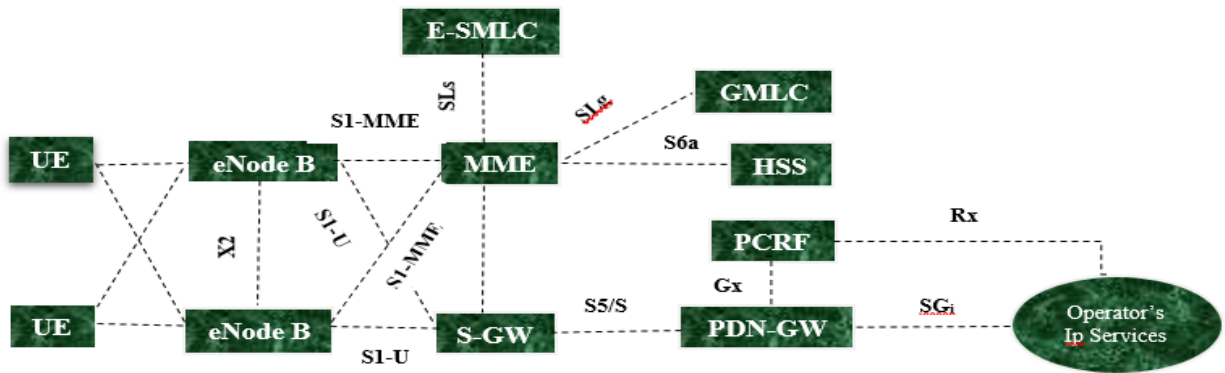 E-SMLC
SLs
GMLC
SLg
S1-MME
S6a
UE
eNode B
MME
HSS
S1-U
X2
S1-MME
PCRF
Rx
Gx
UE
eNode B
S-GW
S5/S
PDN-GW
SGi
Operator's
Ip Services
S1-U